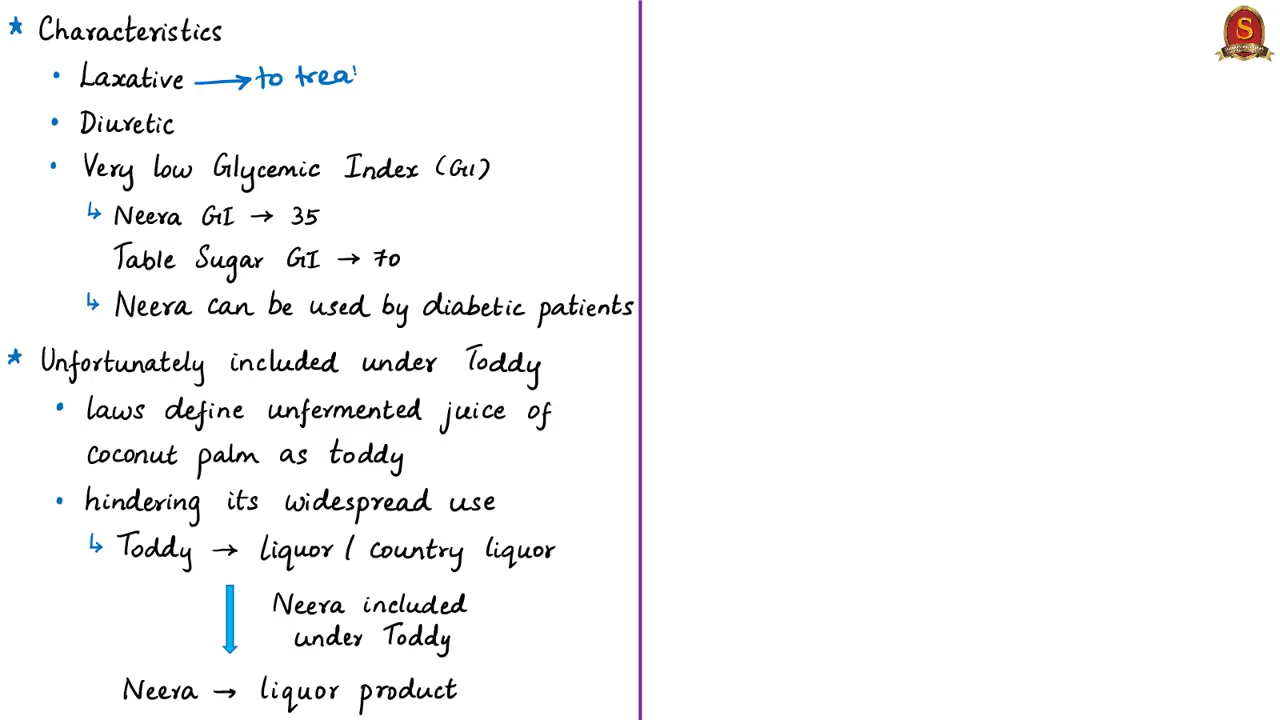 * Characteristics
• Laxative → to trea
• Diuretic
• Very low Glycemic Index (GI)
↳ Neera GI → 35
Table Sugar GI → 70
↳ Neera can be used by diabetic patients
* Unfortunately included under Toddy
• laws define unfermented juice of
coconut palm as toddy
• hindering its widespread use
↳ Toddy → liquor / country liquor
Neera included
under Toddy
Neera → liquor product
S